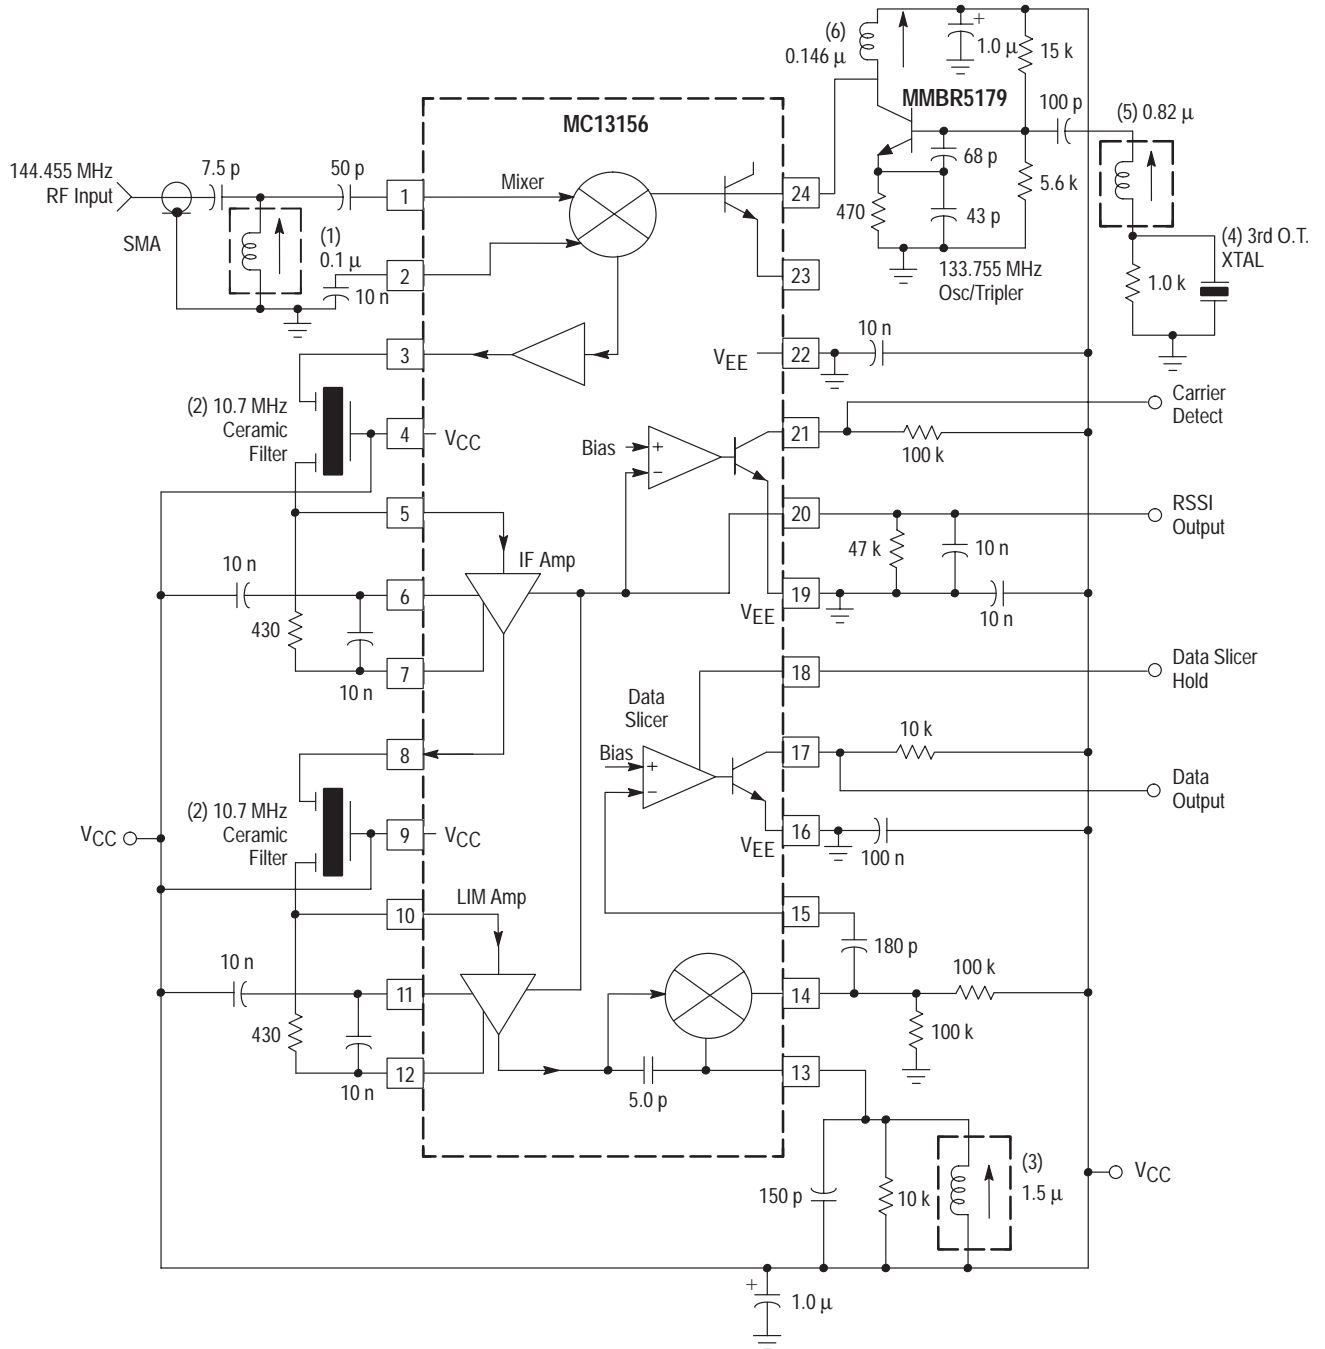 (6)
0.146 µ
+
1.0 µ
15 k
MMBR5179
MC13156
100 p
(5) 0.82 µ
144.455 MHz
RF Input
7.5 p
50 p
1
Mixer
24
68 p
5.6 k
470
43 p
SMA
(1)
0.1 µ
2
10 n
23
133.755 MHz
Osc/Tripler
(4) 3rd O.T.
XTAL
1.0 k
3
VEE
22
10 n
Carrier
Detect
(2) 10.7 MHz
Ceramic
Filter
4
VCC
Bias
+
–
21
100 k
5
20
RSSI
Output
IF Amp
47 k
10 n
10 n
6
VEE
19
10 n
430
10 n
7
18
Data Slicer
Hold
Data
Slicer
8
Bias
+
–
17
10 k
Data
Output
(2) 10.7 MHz
Ceramic
Filter
VCC
9
VCC
VEE
16
100 n
LIM Amp
10
15
180 p
10 n
11
14
100 k
100 k
430
10 n
12
5.0 p
13
150 p
10 k
(3)
1.5 µ
VCC
+
1.0 µ